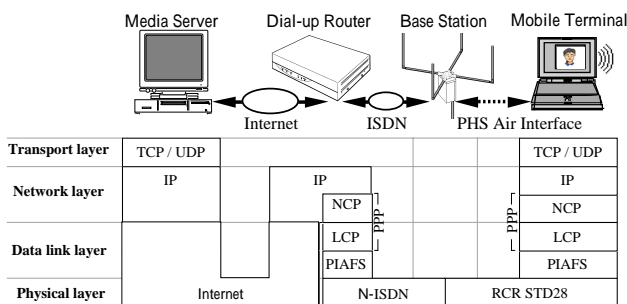 Media Server Dial-up Router Base Station Mobile Terminal
Internet ISDN PHS Air Interface
Transport layer TCP / UDP TCP / UDP
Network layer IP IP IP
NCP PPP PPP NCP
Data link layer LCP LCP
PIAFS PIAFS
Physical layer Internet N-ISDN RCR STD28